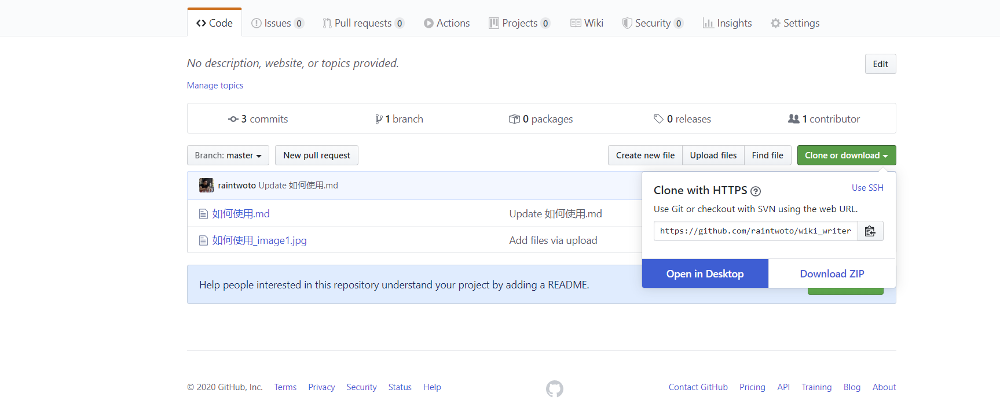 Code Issues 0 Pull requests 0 Actions Projects 0 Wiki Security 0 Insights Settings
No description, website, or topics provided. Edit
Manage topics
3 commits 1 branch 0 packages 0 releases 1 contributor
Branch: master New pull request Create new file Upload files Find file Clone or download
raintwoto Update 如何使用.md
如何使用.md Update 如何使用.md
如何使用_image1.jpg Add files via upload
Clone with HTTPS Use SSH
Use Git or checkout with SVN using the web URL.
https://github.com/raintwoto/wiki_writer
Open in Desktop Download ZIP
Help people interested in this repository understand your project by adding a README.
© 2020 GitHub, Inc. Terms Privacy Security Status Help Contact GitHub Pricing API Training Blog About